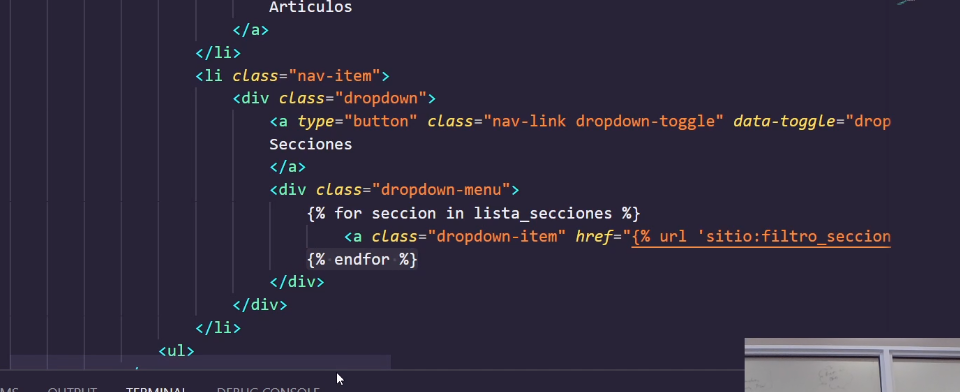 Articulos
</a>
</li>
<li class="nav-item">
<div class="dropdown">
<a type="button" class="nav-link dropdown-toggle" data-toggle="drop
Secciones
</a>
<div class="dropdown-menu">
{% for seccion in lista_secciones %}
<a class="dropdown-item" href="{% url 'sitio:filtro_seccion
{% endfor %}
</div>
</div>
</li>
<ul>
MS OUTPUT TERMINAL DEBUG CONSOLE